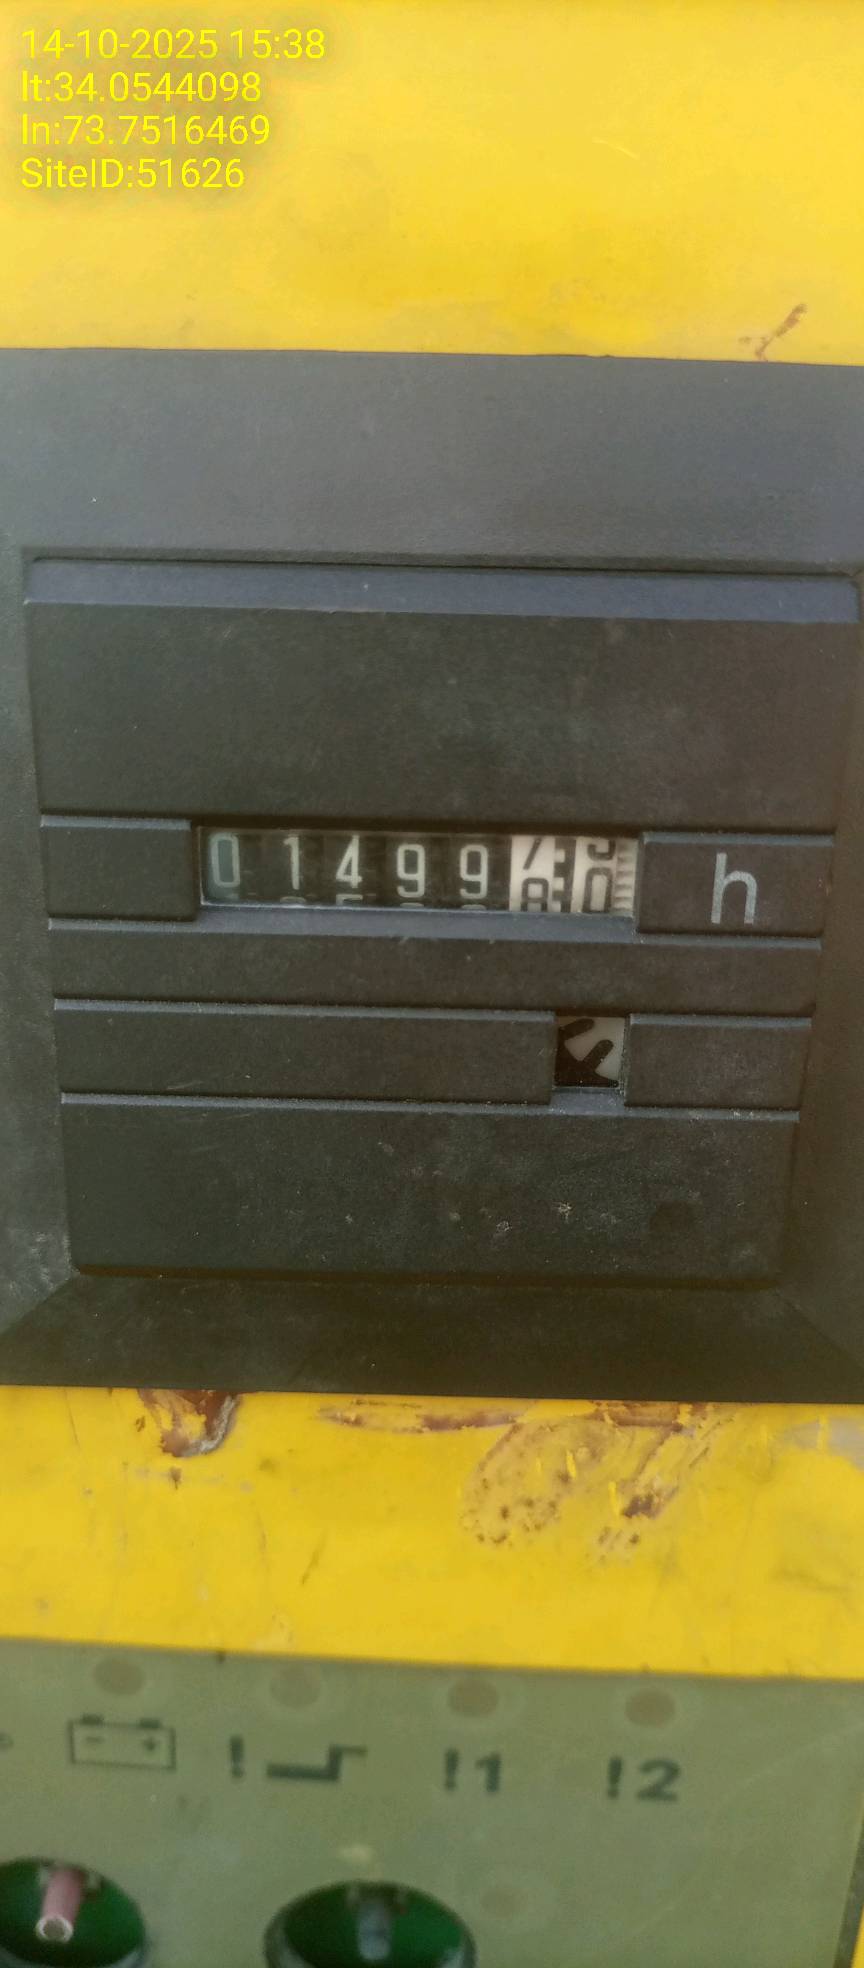 14-10-2025 15:38
lt:34.0544098
ln:73.7516469
SiteID:51626
01499
h
- +
!
!1
!2